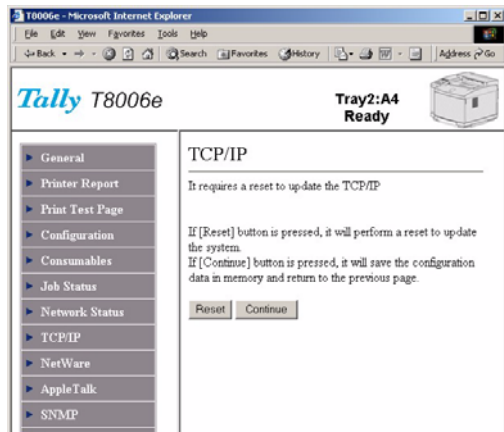 T8006e - Microsoft Internet Explorer
File Edit View Favorites Tools Help
Back Search Favorites History Address Go
Tally T8006e
Tray2:A4
Ready
General
Printer Report
Print Test Page
Configuration
Consumables
Job Status
Network Status
TCP/IP
NetWare
AppleTalk
SNMP
TCP/IP
It requires a reset to update the TCP/IP
If [Reset] button is pressed, it will perform a reset to update
the system.
If [Continue] button is pressed, it will save the configuration
data in memory and return to the previous page.
Reset Continue